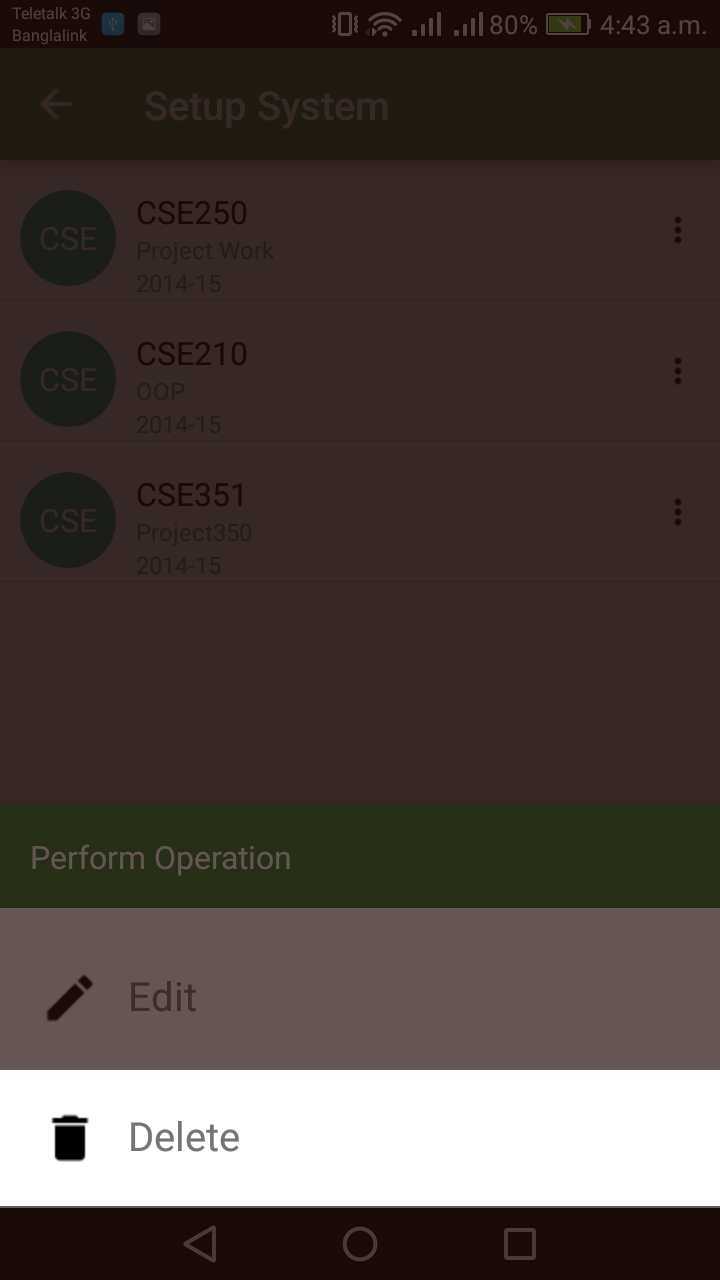 Teletalk 3G
Banglalink
80%
4:43 a.m.
Setup System
CSE
CSE250
Project Work
2014-15
CSE
CSE210
OOP
2014-15
CSE
CSE351
Project350
2014-15
Perform Operation
Edit
Delete